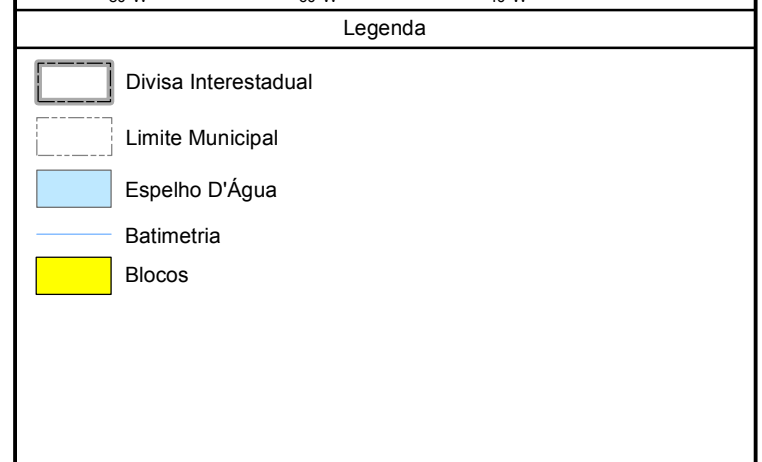 Legenda
Divisa Interestadual
Limite Municipal
Espelho D'Água
Batimetria
Blocos